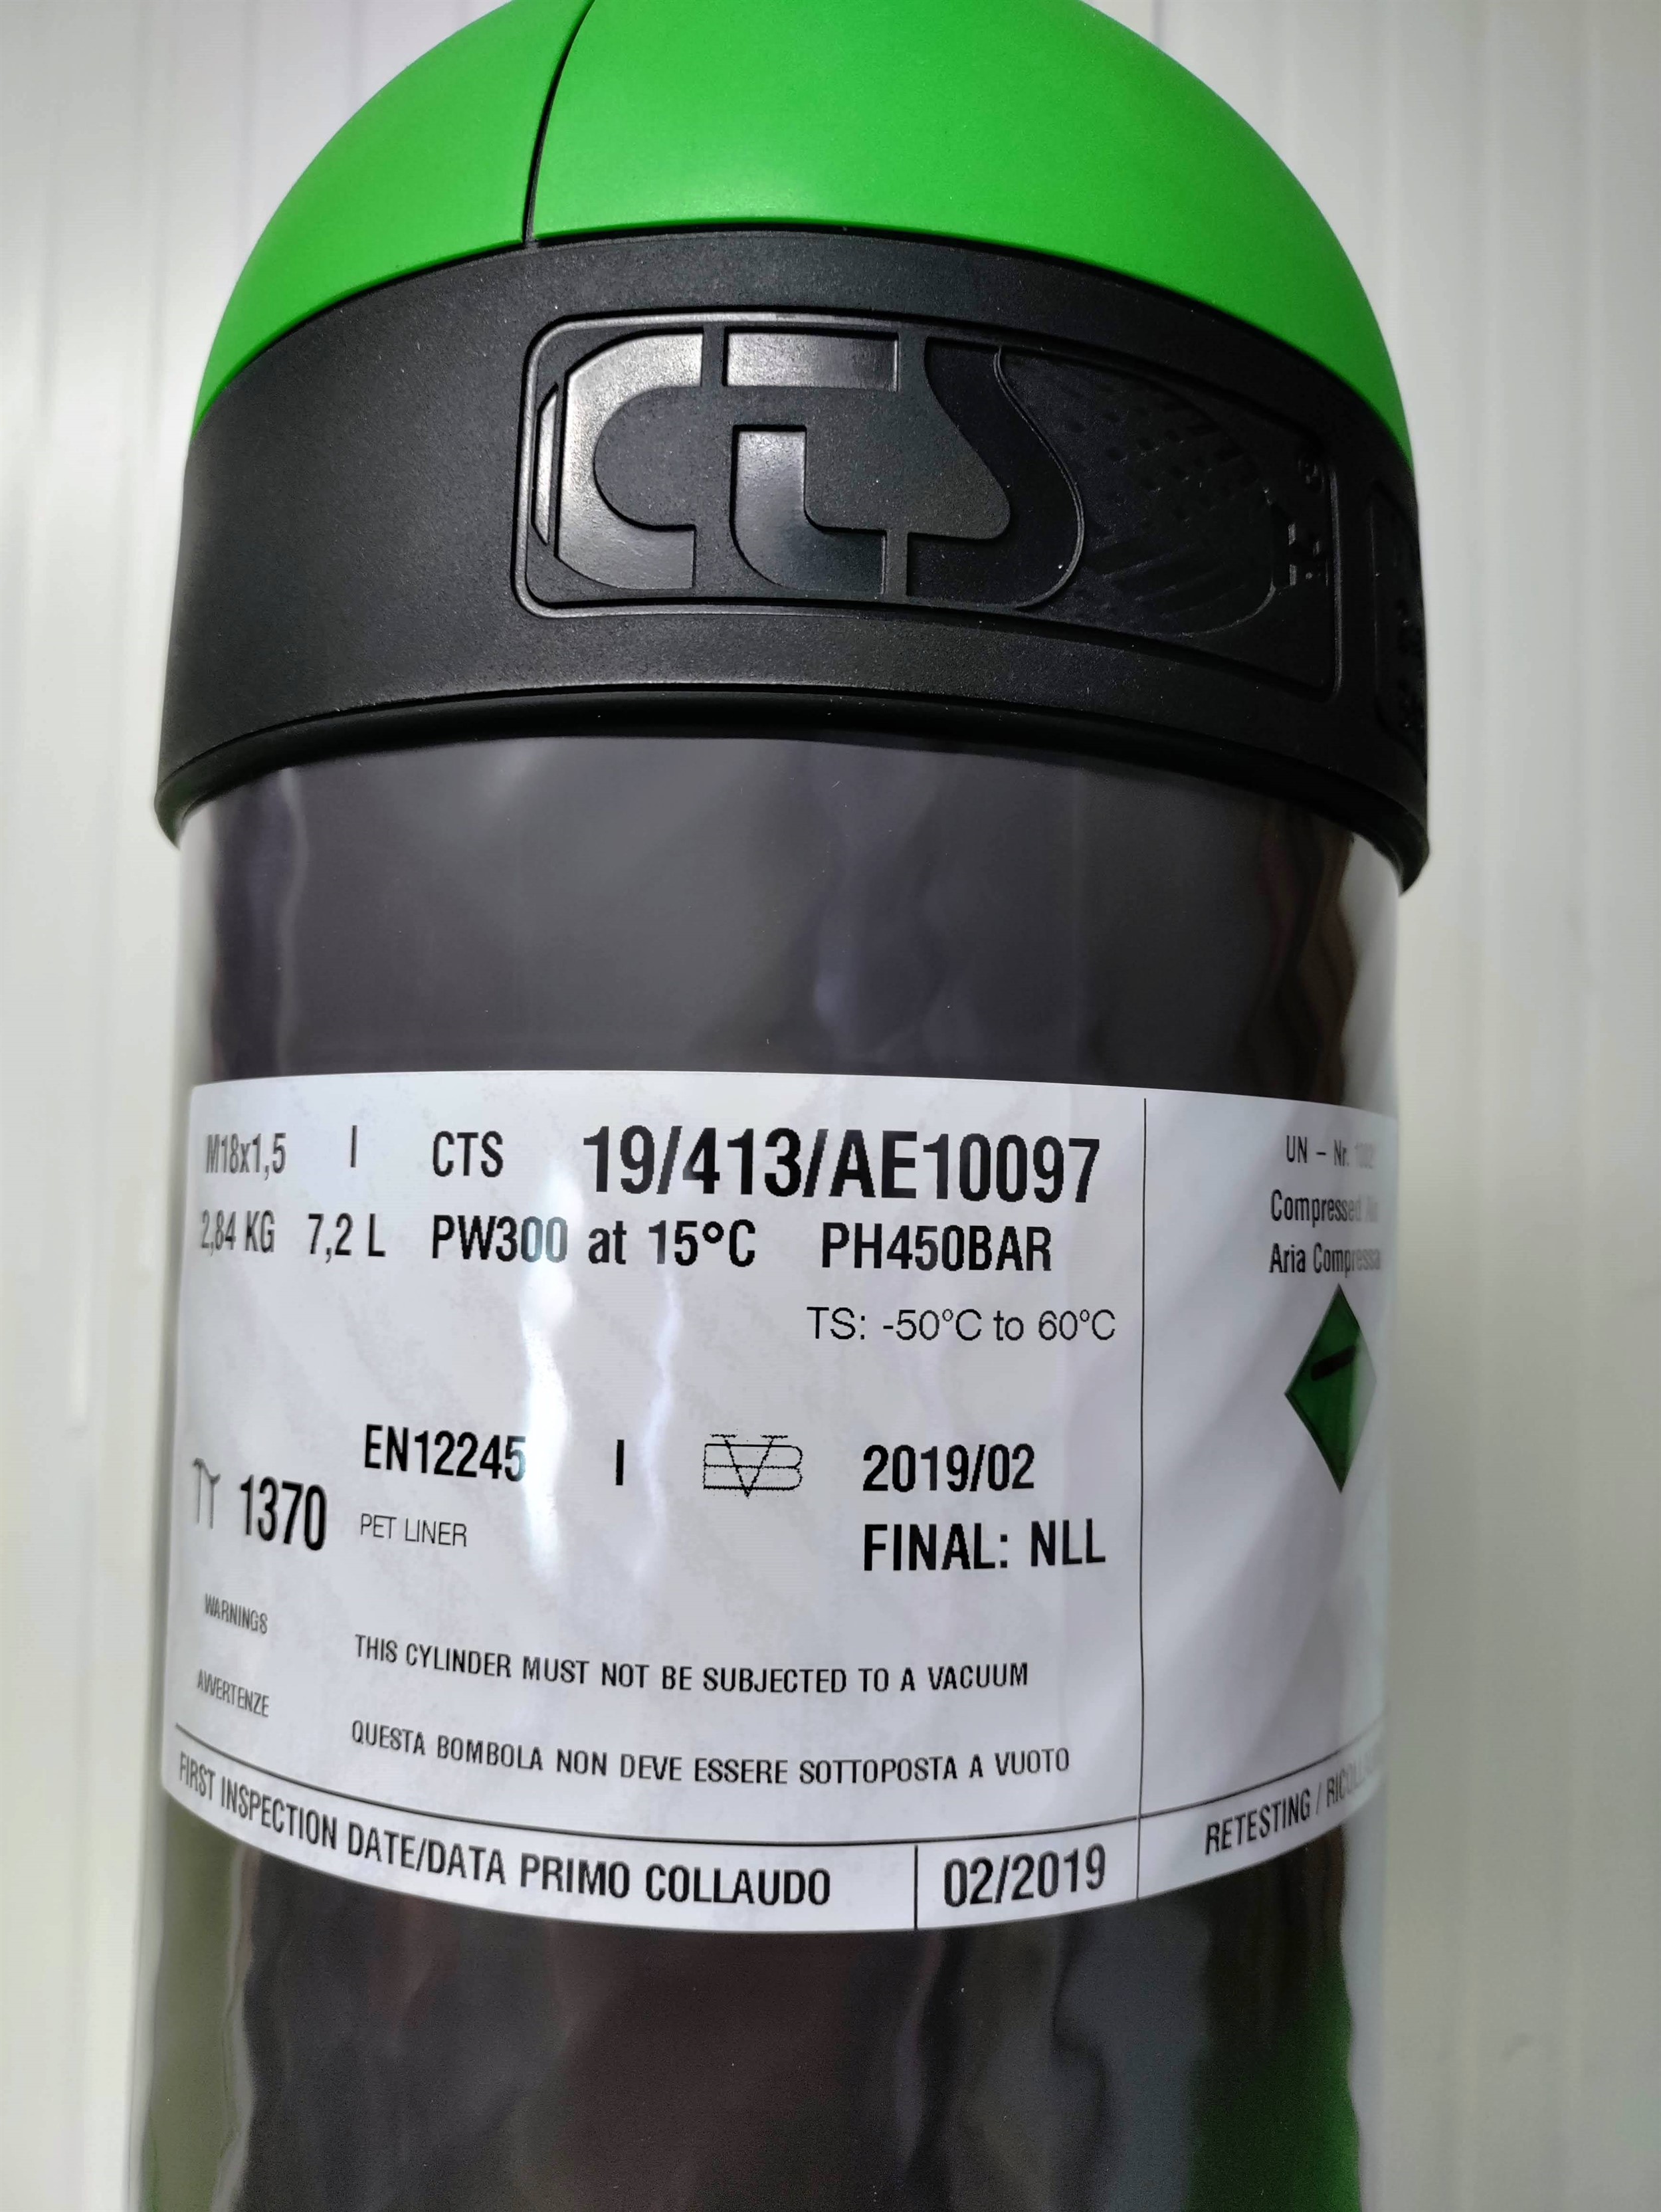 CTS
M18x1,5 I CTS 19/413/AE10097
2,84 KG 7,2 L PW300 at 15°C PH450BAR
TS: -50°C to 60°C
EN12245 I 2019/02
1370 PET LINER FINAL: NLL
WARNINGS THIS CYLINDER MUST NOT BE SUBJECTED TO A VACUUM
AVVERTENZE QUESTA BOMBOLA NON DEVE ESSERE SOTTOPOSTA A VUOTO
FIRST INSPECTION DATE/DATA PRIMO COLLAUDO 02/2019
UN - Nr.
Compressed
Aria Compressa
RETESTING /